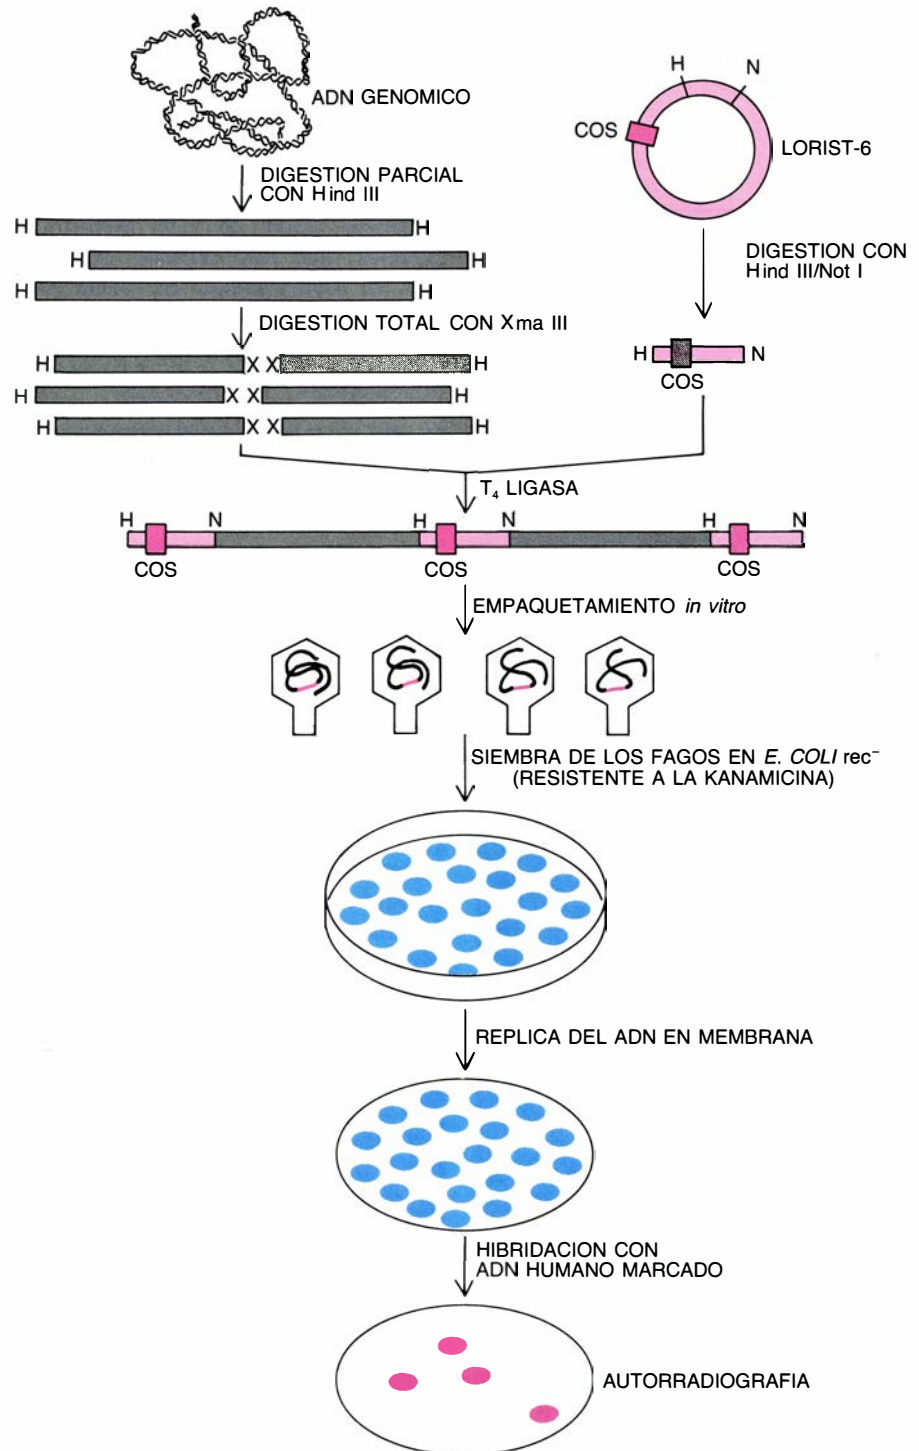 ADN GENOMICO
H
N
COS
LORIST-6
DIGESTION PARCIAL
CON Hind III
H
H
H
H
H
H
DIGESTION CON
Hind III/Not I
DIGESTION TOTAL CON Xma III
H
X X
H
H
X X
H
H
X X
H
H
N
COS
T4 LIGASA
H
N
H
N
H
N
COS
COS
COS
EMPAQUETAMIENTO in vitro
SIEMBRA DE LOS FAGOS EN E. COLI rec⁻
(RESISTENTE A LA KANAMICINA)
REPLICA DEL ADN EN MEMBRANA
HIBRIDACION CON
ADN HUMANO MARCADO
AUTORRADIOGRAFIA